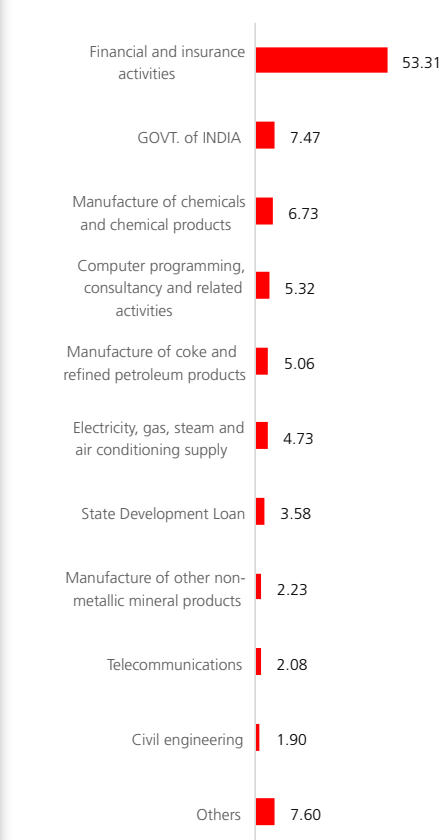 Financial and insurance
activities
53.31
GOVT. of INDIA
7.47
Manufacture of chemicals
and chemical products
6.73
Computer programming,
consultancy and related
activities
5.32
Manufacture of coke and
refined petroleum products
5.06
Electricity, gas, steam and
air conditioning supply
4.73
State Development Loan
3.58
Manufacture of other non-
metallic mineral products
2.23
Telecommunications
2.08
Civil engineering
1.90
Others
7.60